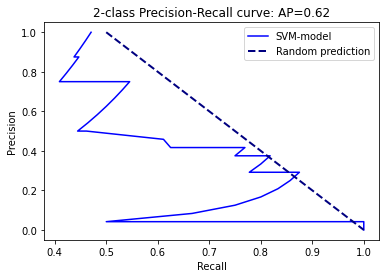 2-class Precision-Recall curve: AP=0.62
SVM-model
Random prediction
Precision
1.0
0.8
0.6
0.4
0.2
0.0
0.4 0.5 0.6 0.7 0.8 0.9 1.0
Recall